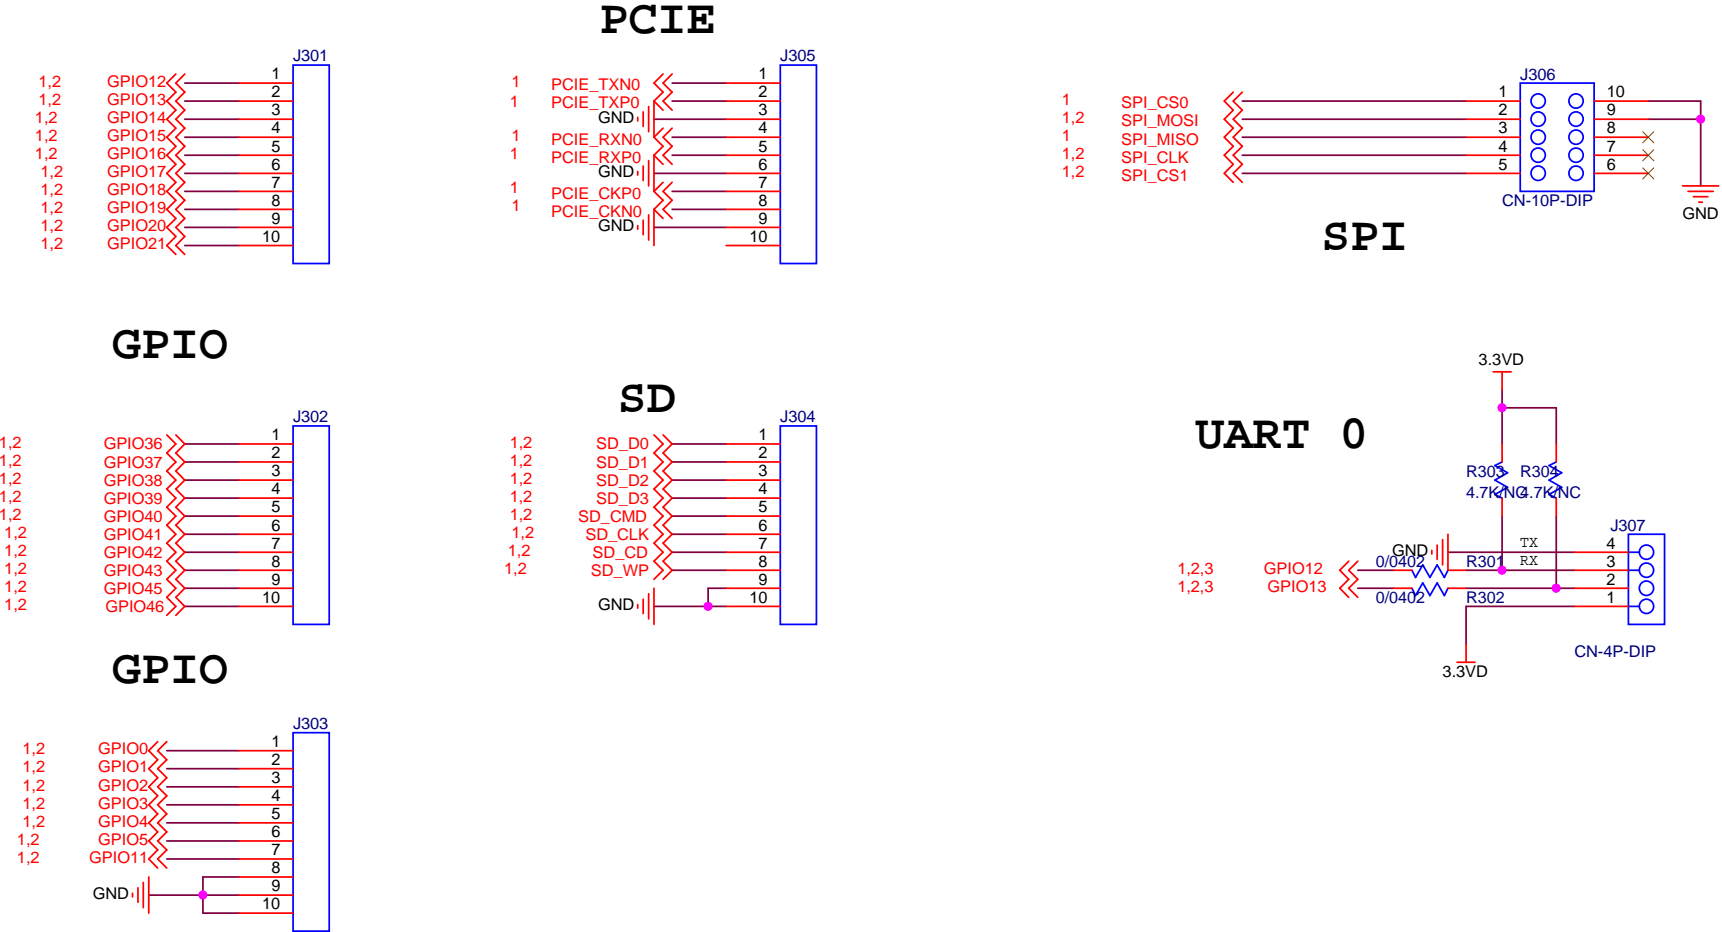 PCIE
J301
1,2 GPIO12 1
1,2 GPIO13 2
1,2 GPIO14 3
1,2 GPIO15 4
1,2 GPIO16 5
1,2 GPIO17 6
1,2 GPIO18 7
1,2 GPIO19 8
1,2 GPIO20 9
1,2 GPIO21 10
J305
1 PCIE_TXN0 1
1 PCIE_TXP0 2
GND 3
1 PCIE_RXN0 4
1 PCIE_RXP0 5
GND 6
1 PCIE_CKP0 7
1 PCIE_CKN0 8
GND 9
10
J306
1 SPI_CS0 1 10
1,2 SPI_MOSI 2 9
1 SPI_MISO 3 8
1,2 SPI_CLK 4 7
1,2 SPI_CS1 5 6
CN-10P-DIP
GND
SPI
GPIO
J302
1,2 GPIO36 1
1,2 GPIO37 2
1,2 GPIO38 3
1,2 GPIO39 4
1,2 GPIO40 5
1,2 GPIO41 6
1,2 GPIO42 7
1,2 GPIO43 8
1,2 GPIO45 9
1,2 GPIO46 10
SD
J304
1,2 SD_D0 1
1,2 SD_D1 2
1,2 SD_D2 3
1,2 SD_D3 4
1,2 SD_CMD 5
1,2 SD_CLK 6
1,2 SD_CD 7
1,2 SD_WP 8
9
GND 10
UART 0
3.3VD
R303 R304
4.7K/NC 4.7K/NC
J307
GND TX 4
1,2,3 GPIO12 0/0402 R301 RX 3
1,2,3 GPIO13 2
0/0402 R302 1
CN-4P-DIP
3.3VD
GPIO
J303
1,2 GPIO0 1
1,2 GPIO1 2
1,2 GPIO2 3
1,2 GPIO3 4
1,2 GPIO4 5
1,2 GPIO5 6
1,2 GPIO11 7
8
GND 9
10